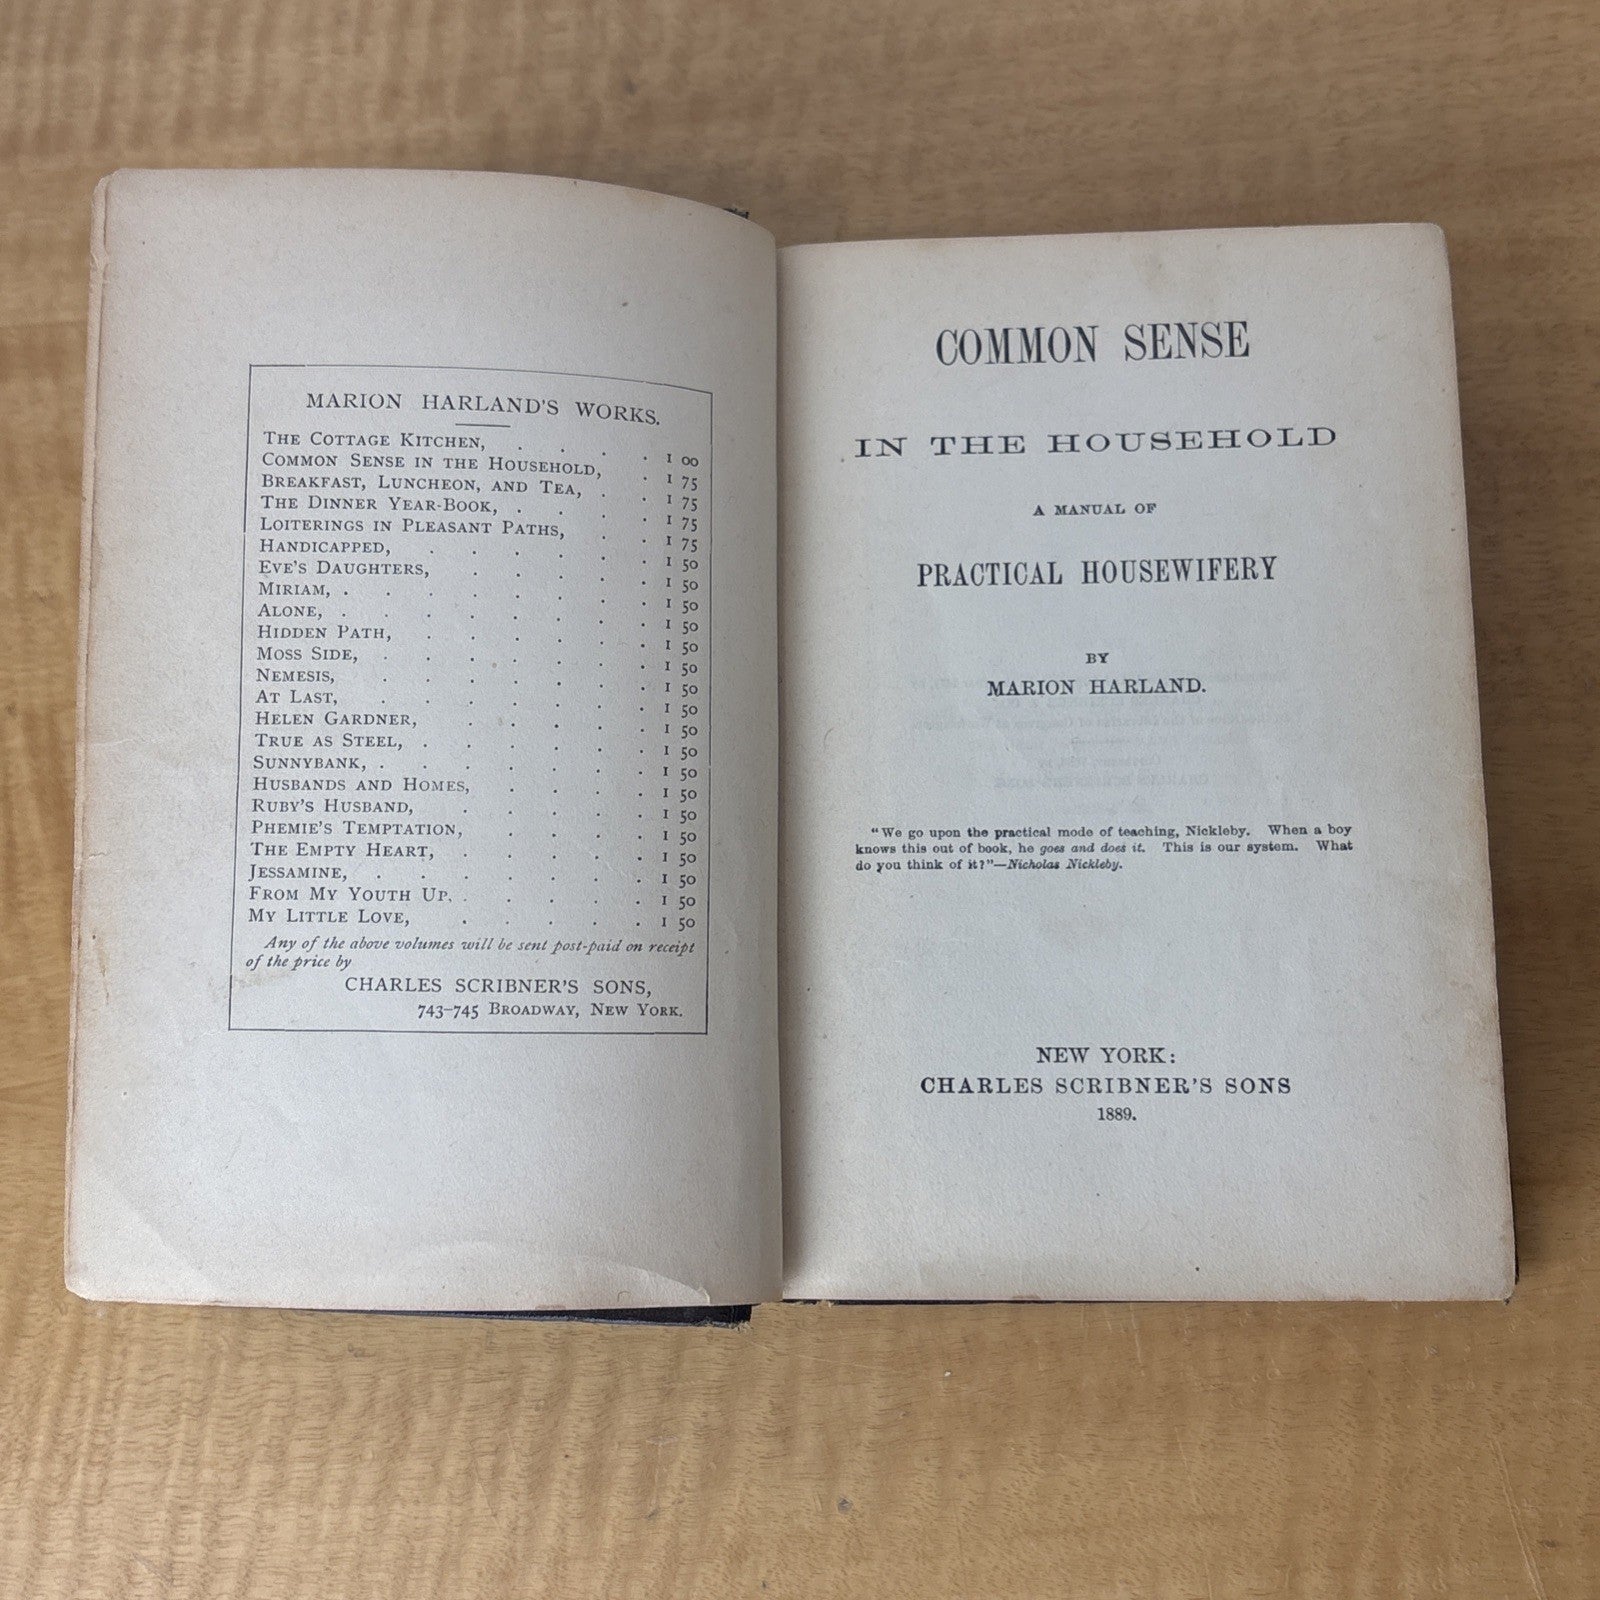 MARION HARLAND'S WORKS.
THE COTTAGE KITCHEN, . . . . 1 00
COMMON SENSE IN THE HOUSEHOLD, . 1 75
BREAKFAST, LUNCHEON, AND TEA, . . 1 75
THE DINNER YEAR-BOOK, . . . . 1 75
LOITERINGS IN PLEASANT PATHS, . . 1 75
HANDICAPPED, . . . . . . 1 50
EVE'S DAUGHTERS, . . . . . 1 50
MIRIAM, . . . . . . . . 1 50
ALONE, . . . . . . . . 1 50
HIDDEN PATH, . . . . . . 1 50
MOSS SIDE, . . . . . . . 1 50
NEMESIS, . . . . . . . 1 50
AT LAST, . . . . . . . 1 50
HELEN GARDNER, . . . . . 1 50
TRUE AS STEEL, . . . . . . 1 50
SUNNYBANK, . . . . . . . 1 50
HUSBANDS AND HOMES, . . . . 1 50
RUBY'S HUSBAND, . . . . . 1 50
PHEMIE'S TEMPTATION, . . . . 1 50
THE EMPTY HEART, . . . . . 1 50
JESSAMINE, . . . . . . . 1 50
FROM MY YOUTH UP, . . . . . 1 50
MY LITTLE LOVE, . . . . . 1 50
Any of the above volumes will be sent post-paid on receipt
of the price by
CHARLES SCRIBNER'S SONS,
743–745 BROADWAY, NEW YORK.
COMMON SENSE
IN THE HOUSEHOLD
A MANUAL OF
PRACTICAL HOUSEWIFERY
BY
MARION HARLAND.
"We go upon the practical mode of teaching, Nickleby. When a boy
knows this out of book, he goes and does it. This is our system. What
do you think of it?"—Nicholas Nickleby.
NEW YORK:
CHARLES SCRIBNER'S SONS
1889.